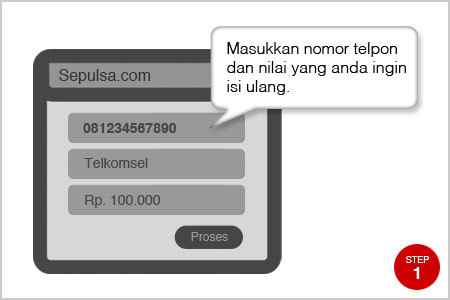 Sepulsa.com
Masukkan nomor telpon
dan nilai yang anda ingin
isi ulang.
081234567890
Telkomsel
Rp. 100.000
Proses
STEP
1